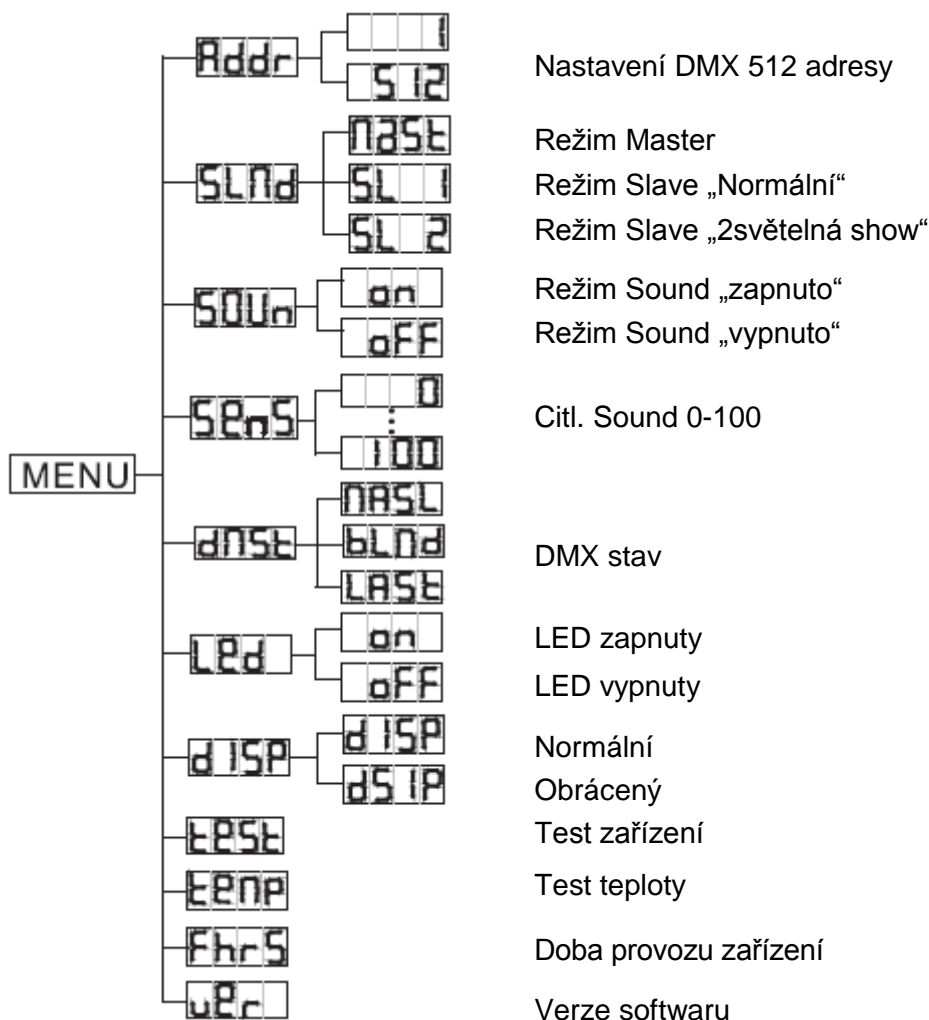 MENU
Addr
1
512
Nastavení DMX 512 adresy
SLMd
MaSt
Režim Master
SL 1
Režim Slave „Normální“
SL 2
Režim Slave „2světelná show“
SOUn
on
Režim Sound „zapnuto“
oFF
Režim Sound „vypnuto“
SEnS
0
100
Citl. Sound 0-100
dMSt
MASL
bLMd
LASt
DMX stav
Led
on
LED zapnuty
oFF
LED vypnuty
dISP
dISP
Normální
dSIP
Obrácený
teSt
Test zařízení
teMP
Test teploty
FhrS
Doba provozu zařízení
ver
Verze softwaru